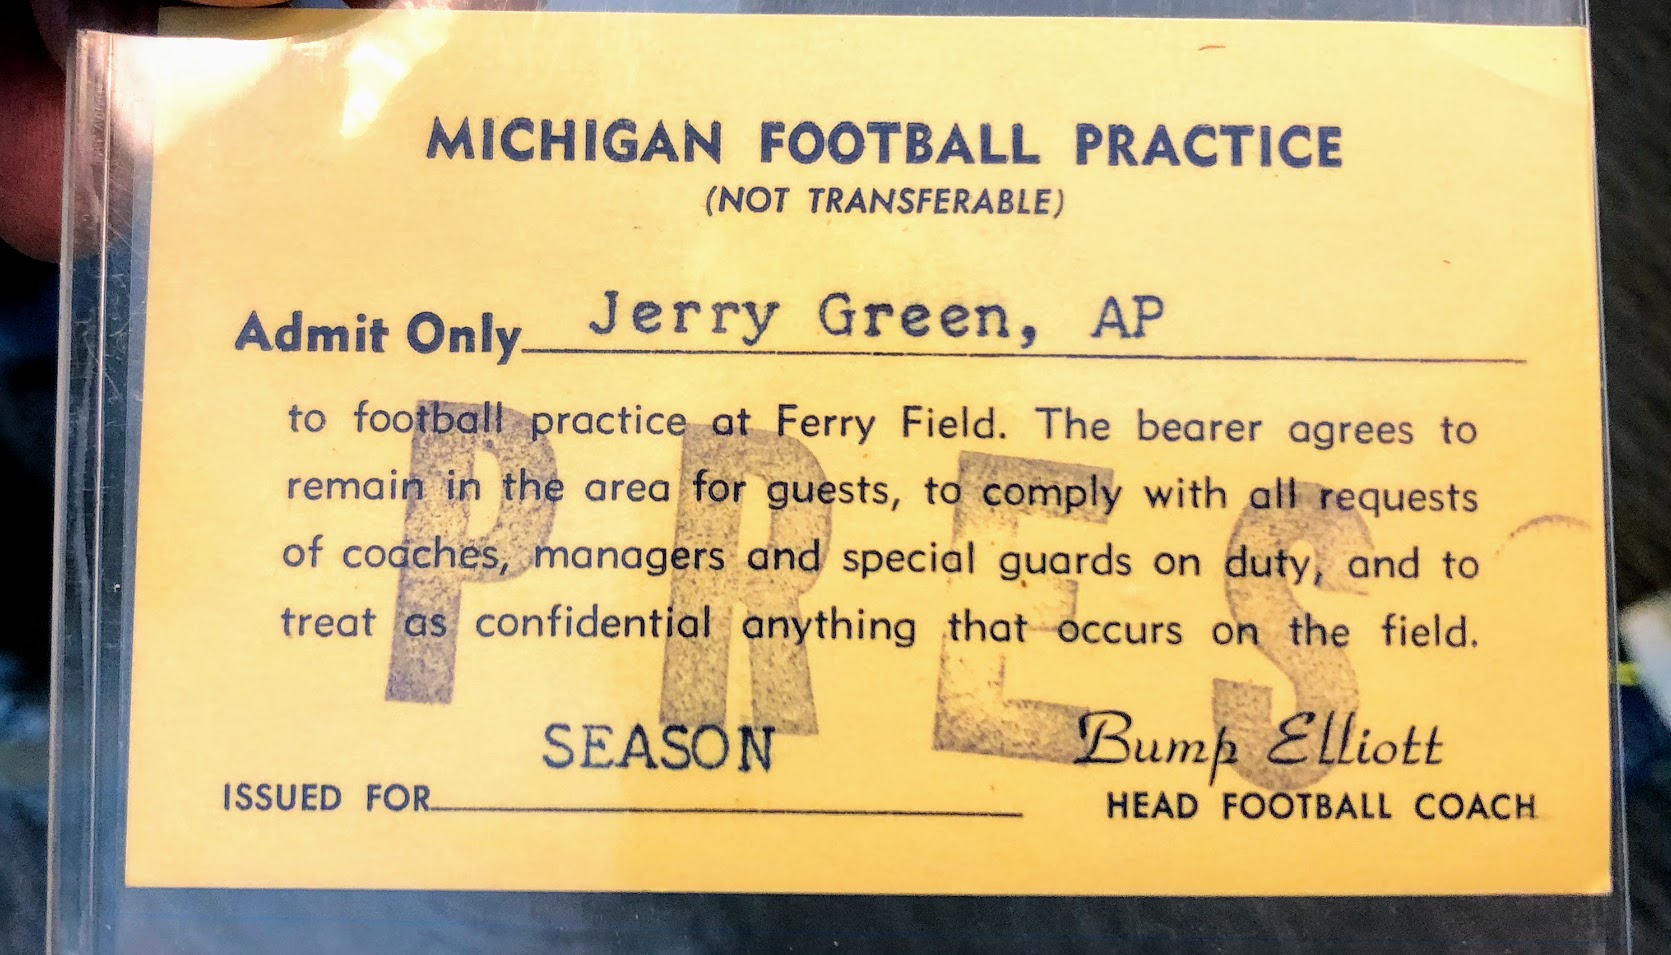 MICHIGAN FOOTBALL PRACTICE
(NOT TRANSFERABLE)
Admit Only Jerry Green, AP
to football practice at Ferry Field. The bearer agrees to
remain in the area for guests, to comply with all requests
of coaches, managers and special guards on duty, and to
treat as confidential anything that occurs on the field.
PRES
SEASON
Bump Elliott
ISSUED FOR
HEAD FOOTBALL COACH